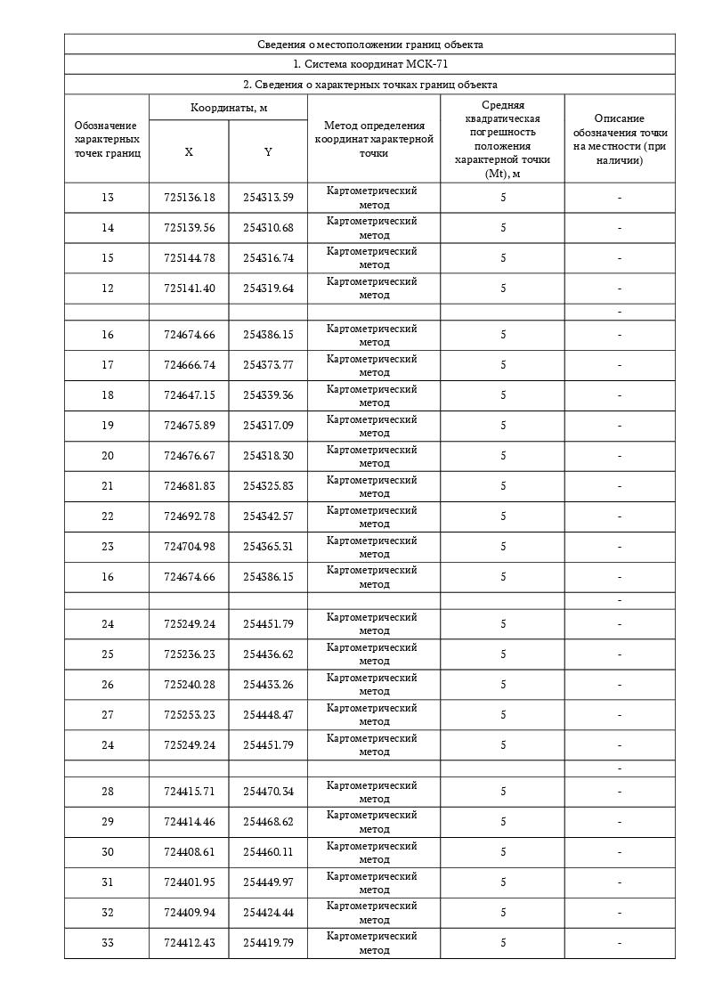 Сведения о местоположении границ объекта
1. Система координат МСК-71
2. Сведения о характерных точках границ объекта
Обозначение
характерных
точек границ
Координаты, м
X
Y
Метод определения
координат характерной
точки
Средняя
квадратическая
погрешность
положения
характерной точки
(Mt), м
Описание
обозначения точки
на местности (при
наличии)
13 725136.18 254313.59 Картометрический
метод 5 -
14 725139.56 254310.68 Картометрический
метод 5 -
15 725144.78 254316.74 Картометрический
метод 5 -
12 725141.40 254319.64 Картометрический
метод 5 -
-
16 724674.66 254386.15 Картометрический
метод 5 -
17 724666.74 254373.77 Картометрический
метод 5 -
18 724647.15 254339.36 Картометрический
метод 5 -
19 724675.89 254317.09 Картометрический
метод 5 -
20 724676.67 254318.30 Картометрический
метод 5 -
21 724681.83 254325.83 Картометрический
метод 5 -
22 724692.78 254342.57 Картометрический
метод 5 -
23 724704.98 254365.31 Картометрический
метод 5 -
16 724674.66 254386.15 Картометрический
метод 5 -
-
24 725249.24 254451.79 Картометрический
метод 5 -
25 725236.23 254436.62 Картометрический
метод 5 -
26 725240.28 254433.26 Картометрический
метод 5 -
27 725253.23 254448.47 Картометрический
метод 5 -
24 725249.24 254451.79 Картометрический
метод 5 -
-
28 724415.71 254470.34 Картометрический
метод 5 -
29 724414.46 254468.62 Картометрический
метод 5 -
30 724408.61 254460.11 Картометрический
метод 5 -
31 724401.95 254449.97 Картометрический
метод 5 -
32 724409.94 254424.44 Картометрический
метод 5 -
33 724412.43 254419.79 Картометрический
метод 5 -